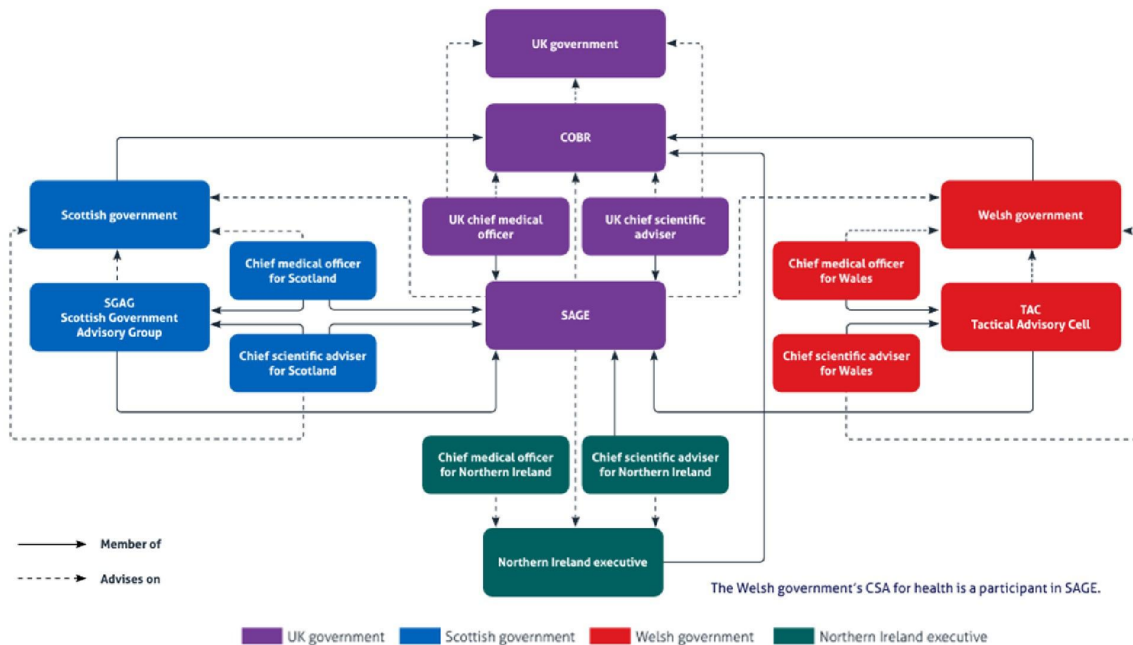 UK government
COBR
Scottish government
UK chief medical
officer
UK chief scientific
adviser
Welsh government
Chief medical officer
for Scotland
Chief medical officer
for Wales
SGAG
Scottish Government
Advisory Group
SAGE
TAC
Tactical Advisory Cell
Chief scientific adviser
for Scotland
Chief scientific adviser
for Wales
Chief medical officer
for Northern Ireland
Chief scientific adviser
for Northern Ireland
Member of
Advises on
Northern Ireland executive
The Welsh government's CSA for health is a participant in SAGE.
UK government
Scottish government
Welsh government
Northern Ireland executive